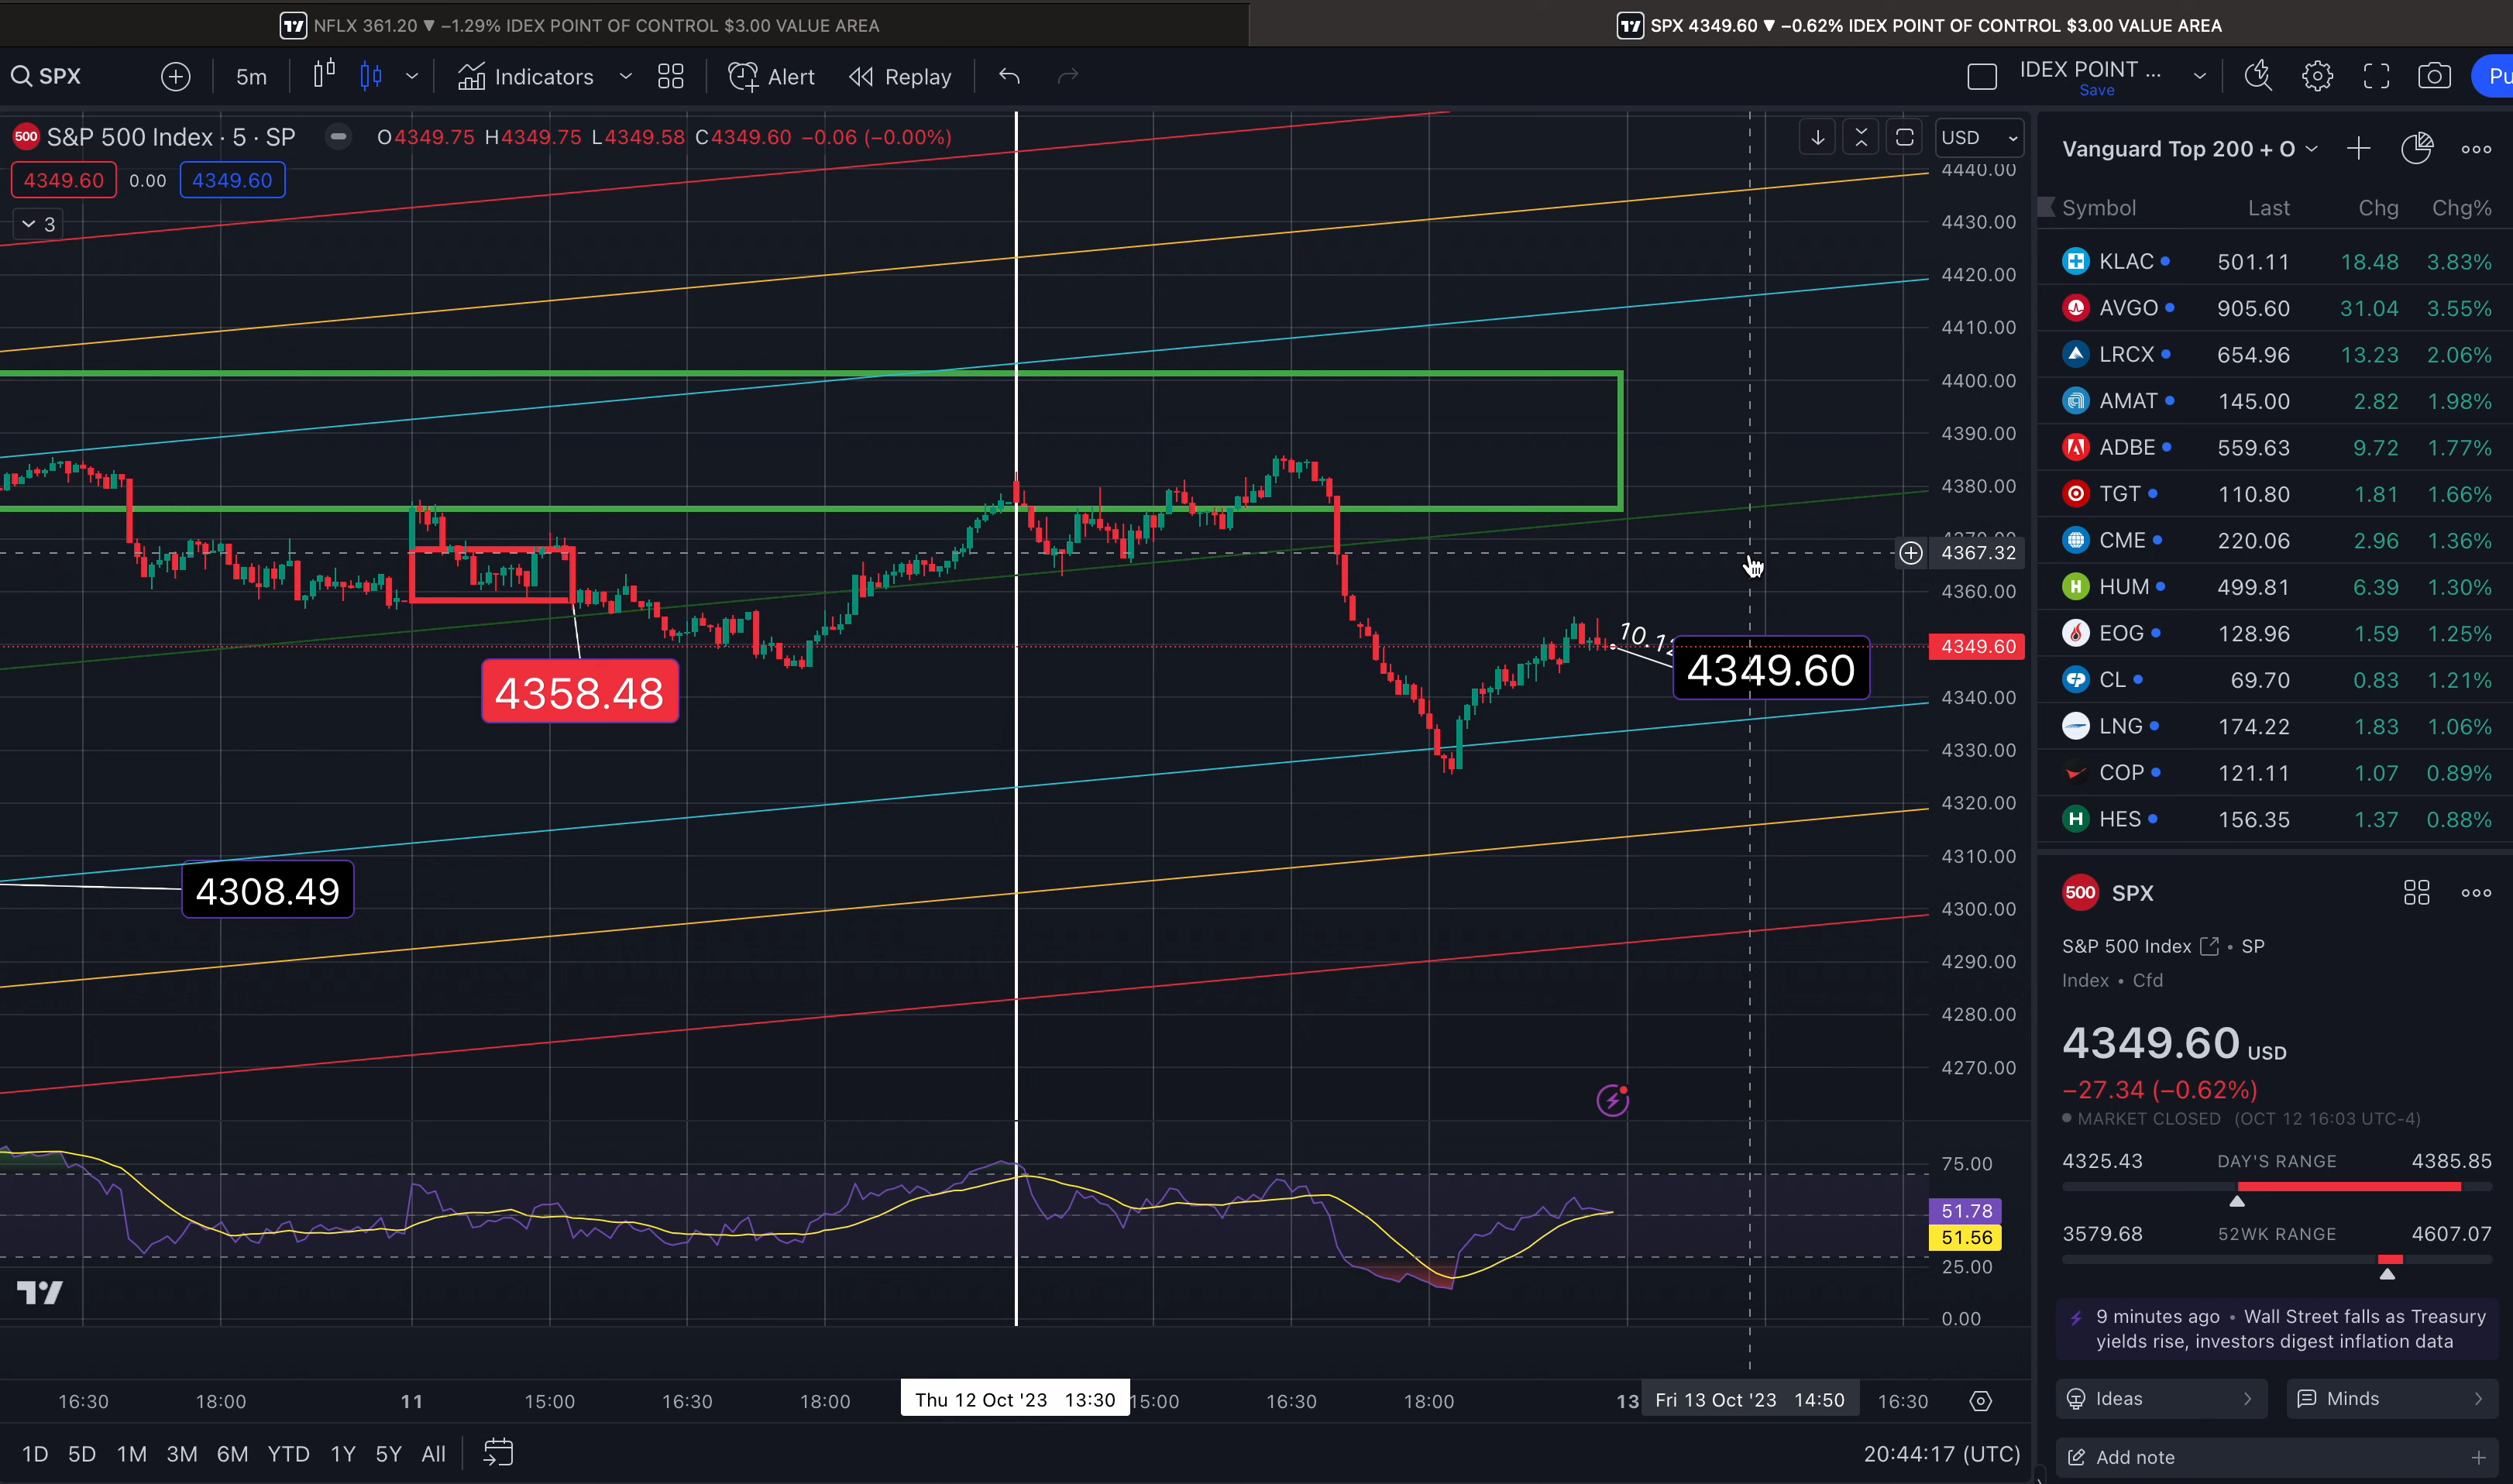 NFLX 361.20 ▼ −1.29% IDEX POINT OF CONTROL $3.00 VALUE AREA
SPX 4349.60 ▼ −0.62% IDEX POINT OF CONTROL $3.00 VALUE AREA
SPX 5m Indicators Alert Replay IDEX POINT ...
Save
500 S&P 500 Index · 5 · SP O4349.75 H4349.75 L4349.58 C4349.60 −0.06 (−0.00%) USD
4349.60 0.00 4349.60
3
4440.00
4430.00
4420.00
4410.00
4400.00
4390.00
4380.00
4367.32
4360.00
4349.60
4340.00
4330.00
4320.00
4310.00
4300.00
4290.00
4280.00
4270.00
4358.48
4349.60
4308.49
75.00
51.78
51.56
25.00
0.00
16:30 18:00 11 15:00 16:30 18:00 Thu 12 Oct '23 13:30 15:00 16:30 18:00 13 Fri 13 Oct '23 14:50 16:30
1D 5D 1M 3M 6M YTD 1Y 5Y All 20:44:17 (UTC)
Vanguard Top 200 + O
Symbol Last Chg Chg%
KLAC 501.11 18.48 3.83%
AVGO 905.60 31.04 3.55%
LRCX 654.96 13.23 2.06%
AMAT 145.00 2.82 1.98%
ADBE 559.63 9.72 1.77%
TGT 110.80 1.81 1.66%
CME 220.06 2.96 1.36%
H HUM 499.81 6.39 1.30%
EOG 128.96 1.59 1.25%
CL 69.70 0.83 1.21%
LNG 174.22 1.83 1.06%
COP 121.11 1.07 0.89%
H HES 156.35 1.37 0.88%
500 SPX
S&P 500 Index • SP
Index • Cfd
4349.60 USD
−27.34 (−0.62%)
MARKET CLOSED (OCT 12 16:03 UTC-4)
4325.43 DAY'S RANGE 4385.85
3579.68 52WK RANGE 4607.07
9 minutes ago • Wall Street falls as Treasury
yields rise, investors digest inflation data
Ideas Minds
Add note